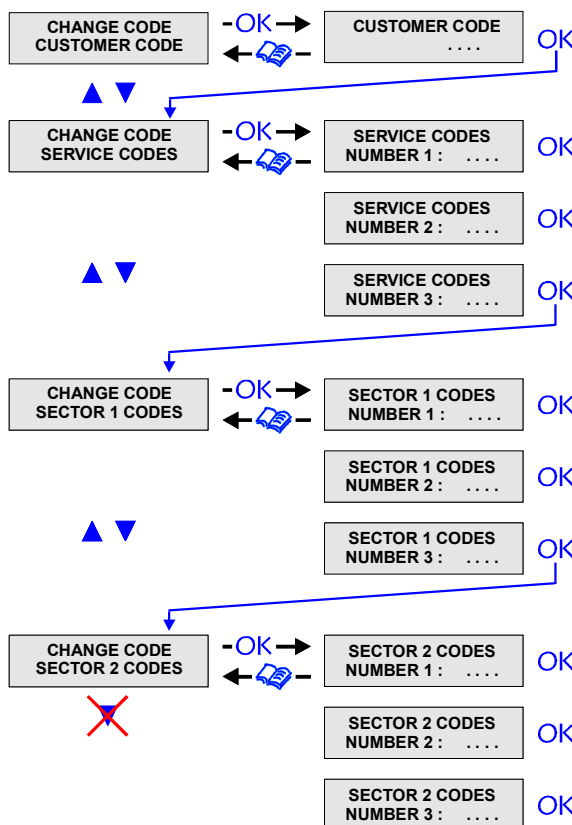 CHANGE CODE
CUSTOMER CODE
OK
CUSTOMER CODE
. . . .
OK
CHANGE CODE
SERVICE CODES
OK
SERVICE CODES
NUMBER 1 : . . . .
OK
SERVICE CODES
NUMBER 2 : . . . .
OK
SERVICE CODES
NUMBER 3 : . . . .
OK
CHANGE CODE
SECTOR 1 CODES
OK
SECTOR 1 CODES
NUMBER 1 : . . . .
OK
SECTOR 1 CODES
NUMBER 2 : . . . .
OK
SECTOR 1 CODES
NUMBER 3 : . . . .
OK
CHANGE CODE
SECTOR 2 CODES
OK
SECTOR 2 CODES
NUMBER 1 : . . . .
OK
SECTOR 2 CODES
NUMBER 2 : . . . .
OK
SECTOR 2 CODES
NUMBER 3 : . . . .
OK